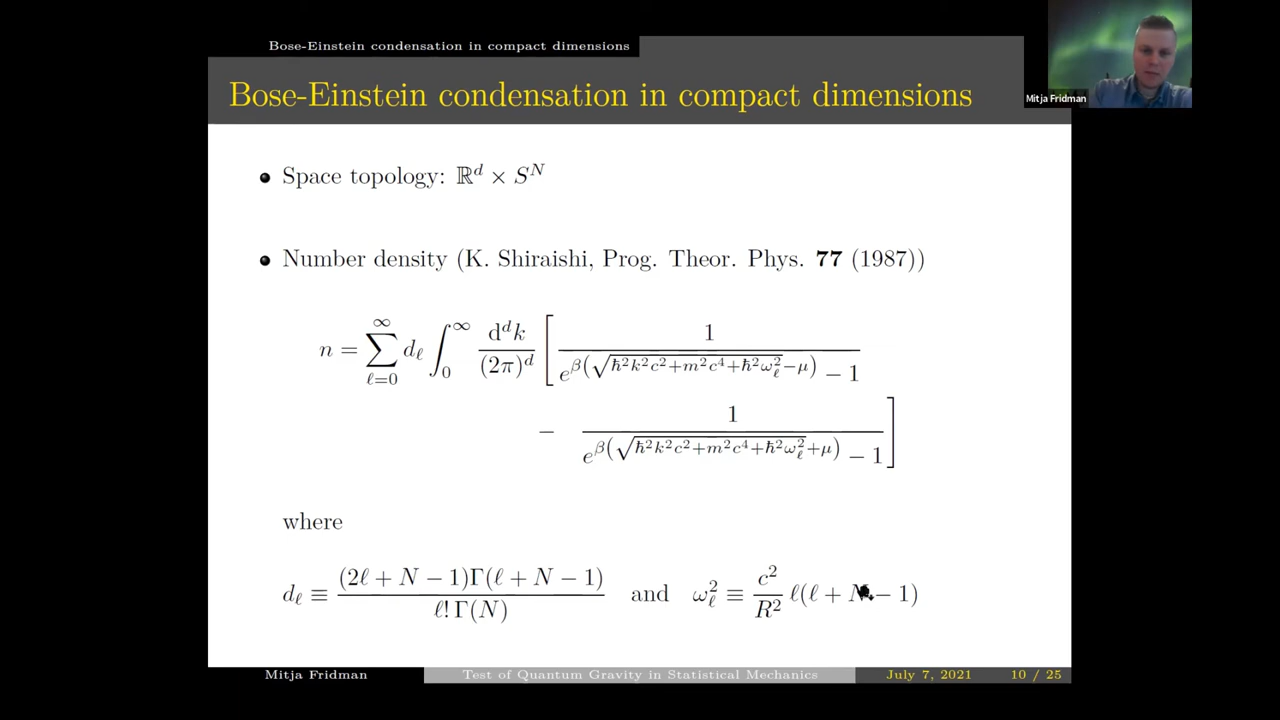 Bose-Einstein condensation in compact dimensions
Bose-Einstein condensation in compact dimensions
Mitja Fridman
• Space topology: ℝ^d × S^N
• Number density (K. Shiraishi, Prog. Theor. Phys. 77 (1987))
n = ∑_{ℓ=0}^{∞} d_ℓ ∫_0^∞ d^d k / (2π)^d [ 1 / (e^{β(√(ℏ²k²c²+m²c⁴+ℏ²ω_ℓ²)−μ)} − 1)
− 1 / (e^{β(√(ℏ²k²c²+m²c⁴+ℏ²ω_ℓ²)+μ)} − 1) ]
where
d_ℓ ≡ (2ℓ + N − 1)Γ(ℓ + N − 1) / (ℓ! Γ(N)) and ω_ℓ² ≡ c²/R² ℓ(ℓ + N − 1)
Mitja Fridman Test of Quantum Gravity in Statistical Mechanics July 7, 2021 10 / 25